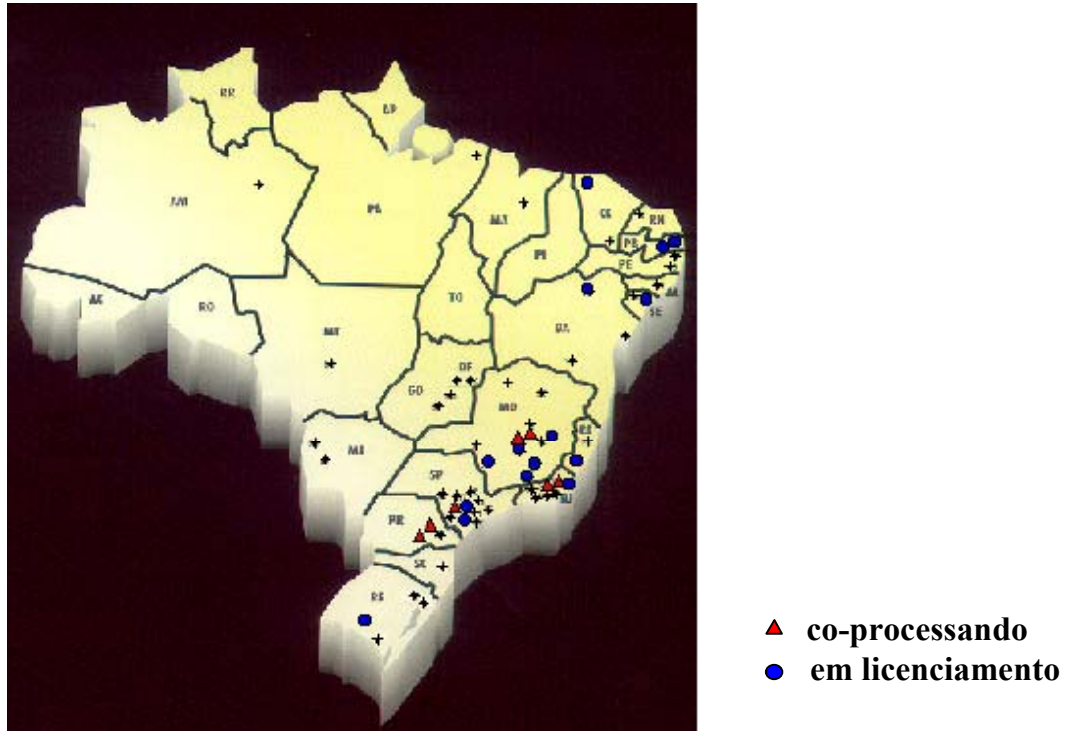 RR
AP
AM
PA
MA
CE
RN
PB
PI
PE
AL
AC
RO
TO
SE
BA
MT
DF
GO
MG
ES
MS
SP
RJ
PR
SC
RS
co-processando
em licenciamento